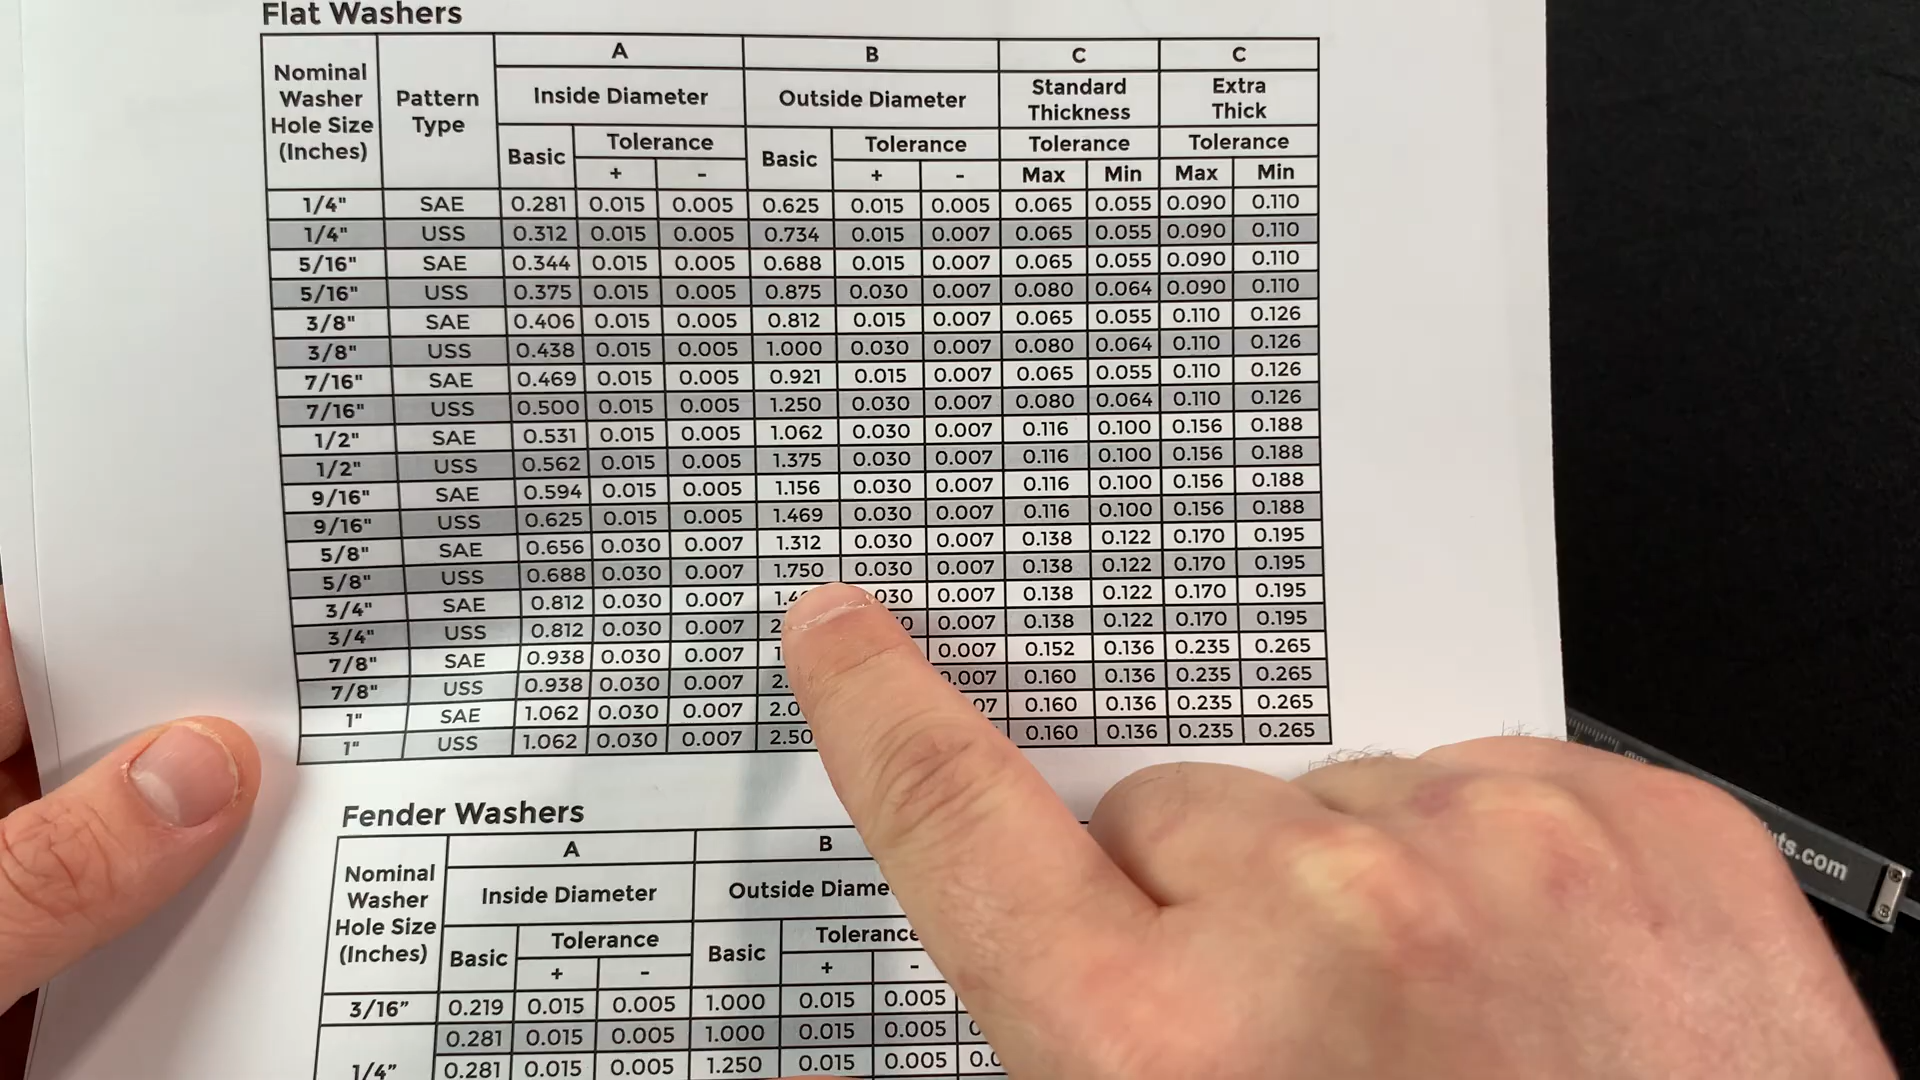 Flat Washers
Nominal Washer Hole Size (Inches) Pattern Type A B C C
Inside Diameter Outside Diameter Standard Thickness Extra Thick
Basic Tolerance Basic Tolerance Tolerance Tolerance
+ - + - Max Min Max Min
1/4" SAE 0.281 0.015 0.005 0.625 0.015 0.005 0.065 0.055 0.090 0.110
1/4" USS 0.312 0.015 0.005 0.734 0.015 0.007 0.065 0.055 0.090 0.110
5/16" SAE 0.344 0.015 0.005 0.688 0.015 0.007 0.065 0.055 0.090 0.110
5/16" USS 0.375 0.015 0.005 0.875 0.030 0.007 0.080 0.064 0.090 0.110
3/8" SAE 0.406 0.015 0.005 0.812 0.015 0.007 0.065 0.055 0.110 0.126
3/8" USS 0.438 0.015 0.005 1.000 0.030 0.007 0.080 0.064 0.110 0.126
7/16" SAE 0.469 0.015 0.005 0.921 0.015 0.007 0.065 0.055 0.110 0.126
7/16" USS 0.500 0.015 0.005 1.250 0.030 0.007 0.080 0.064 0.110 0.126
1/2" SAE 0.531 0.015 0.005 1.062 0.030 0.007 0.116 0.100 0.156 0.188
1/2" USS 0.562 0.015 0.005 1.375 0.030 0.007 0.116 0.100 0.156 0.188
9/16" SAE 0.594 0.015 0.005 1.156 0.030 0.007 0.116 0.100 0.156 0.188
9/16" USS 0.625 0.015 0.005 1.469 0.030 0.007 0.116 0.100 0.156 0.188
5/8" SAE 0.656 0.030 0.007 1.312 0.030 0.007 0.138 0.122 0.170 0.195
5/8" USS 0.688 0.030 0.007 1.750 0.030 0.007 0.138 0.122 0.170 0.195
3/4" SAE 0.812 0.030 0.007 0.007 0.138 0.122 0.170 0.195
3/4" USS 0.812 0.030 0.007 0.007 0.138 0.122 0.170 0.195
7/8" SAE 0.938 0.030 0.007 0.007 0.152 0.136 0.235 0.265
7/8" USS 0.938 0.030 0.007 0.160 0.136 0.235 0.265
1" SAE 1.062 0.030 0.007 0.160 0.136 0.235 0.265
1" USS 1.062 0.030 0.007 0.160 0.136 0.235 0.265
Fender Washers
Nominal Washer Hole Size (Inches) A B
Inside Diameter Outside
Basic Tolerance Basic Tolerance
+ - + -
3/16" 0.219 0.015 0.005 1.000 0.015 0.005
0.281 0.015 0.005 1.000 0.015 0.005
1/4" 0.281 0.015 0.005 1.250 0.015 0.005